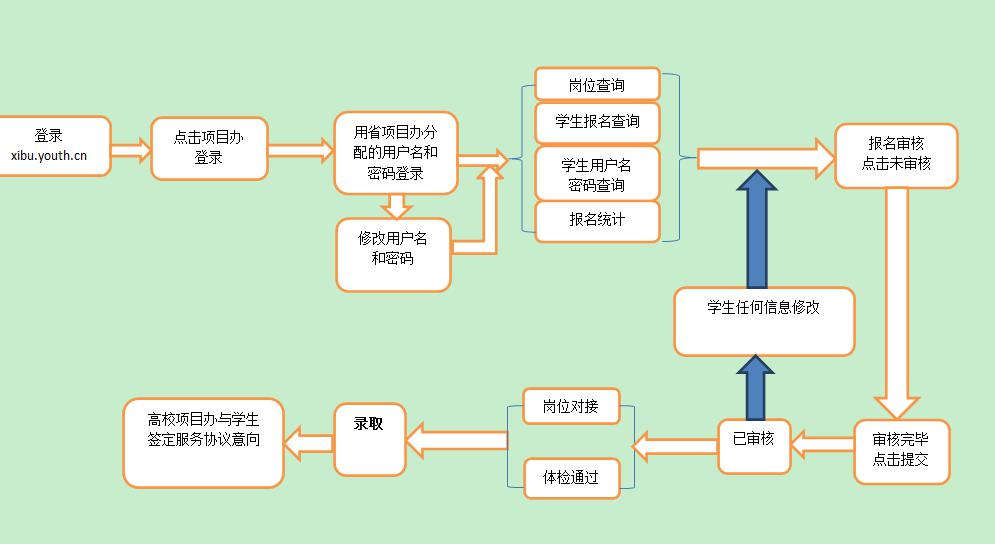 登录
xibu.youth.cn
点击项目办
登录
用省项目办分
配的用户名和
密码登录
修改用户名
和密码
岗位查询
学生报名查询
学生用户名
密码查询
报名统计
报名审核
点击未审核
学生任何信息修改
审核完毕
点击提交
已审核
岗位对接
体检通过
录取
高校项目办与学生
签定服务协议意向